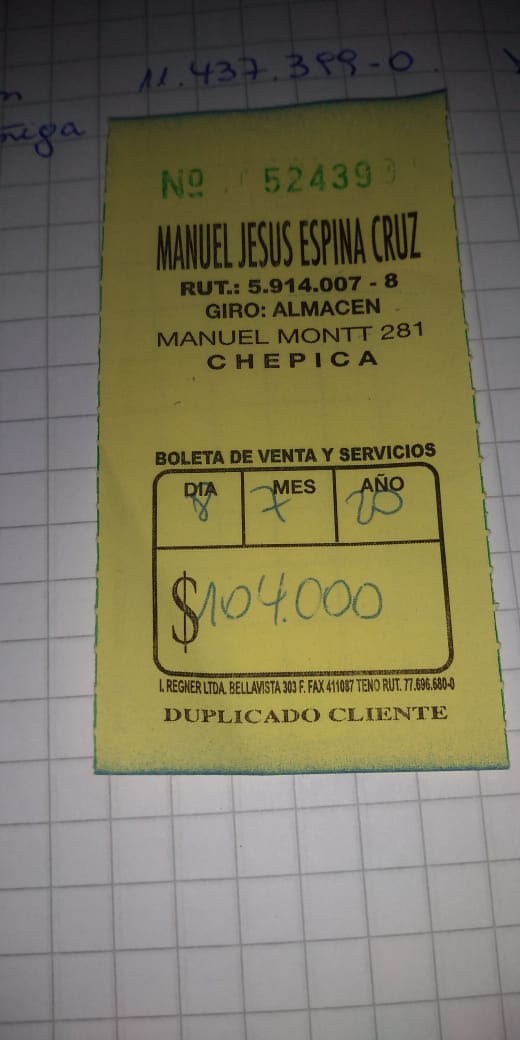 11.437.399-0
Nº 52439
MANUEL JESUS ESPINA CRUZ
RUT.: 5.914.007 - 8
GIRO: ALMACEN
MANUEL MONTT 281
CHEPICA
BOLETA DE VENTA Y SERVICIOS
DIA MES AÑO
8 7 20
$104.000
I. REGNER LTDA. BELLAVISTA 303 F. FAX 411087 TENO RUT. 77.696.680-0
DUPLICADO CLIENTE